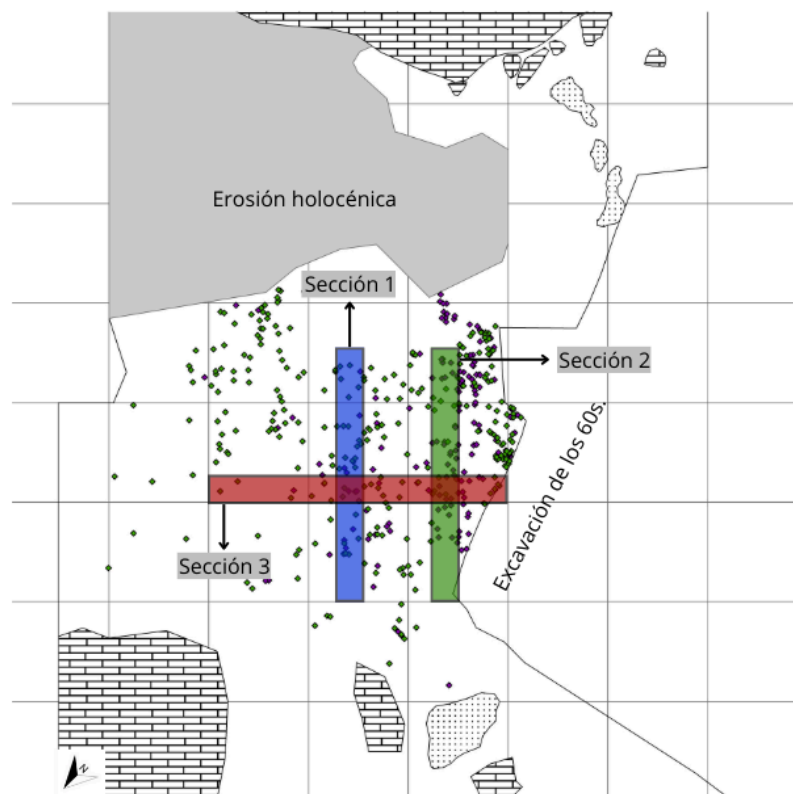 Erosión holocénica
Sección 1
Sección 2
Excavación de los 60s.
Sección 3
N